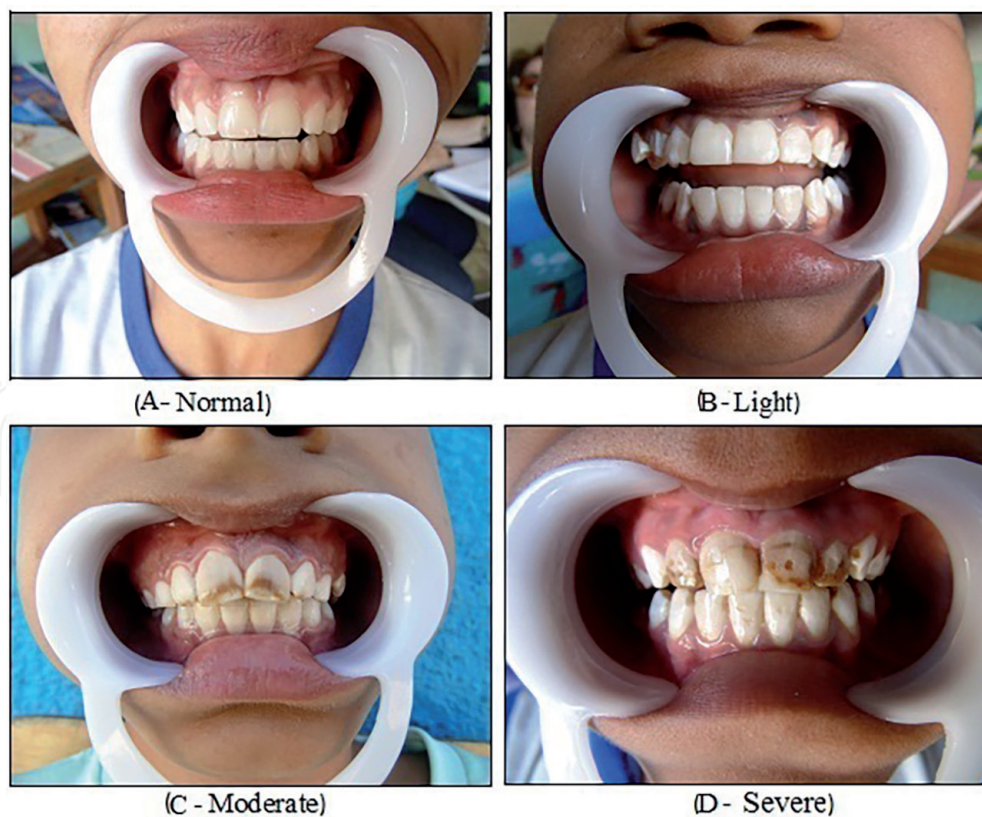 (A- Normal)
(B-Light)
(C - Moderate)
(D - Severe)